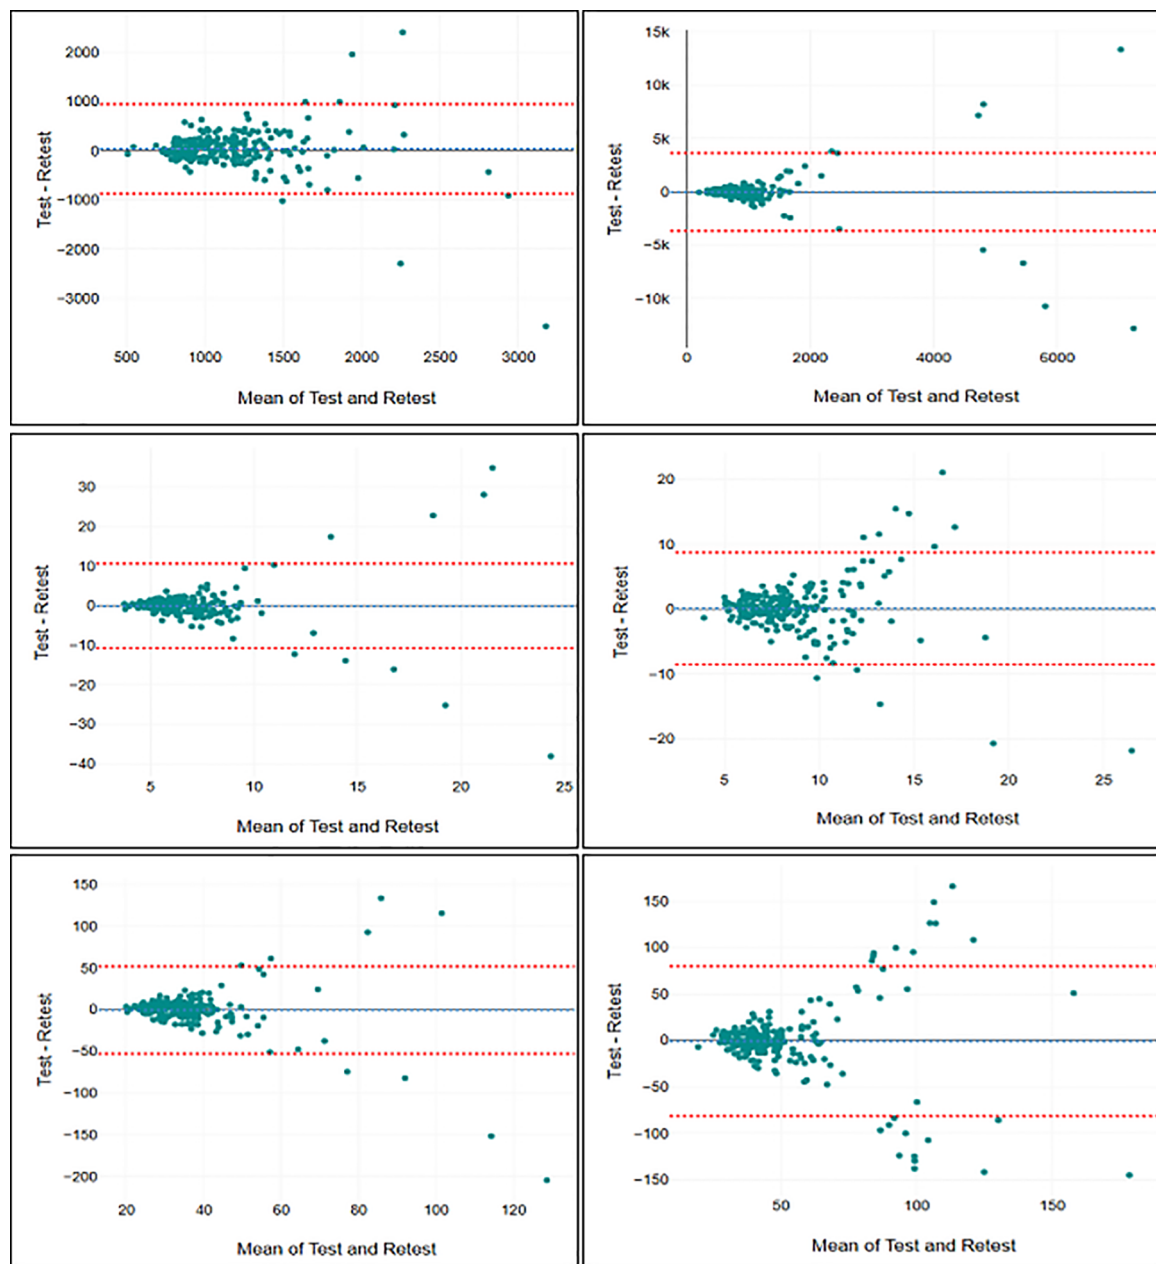 2000
1000
0
−1000
−2000
−3000
Test - Retest
500 1000 1500 2000 2500 3000
Mean of Test and Retest
15k
10k
5k
0
−5k
−10k
Test - Retest
0 2000 4000 6000
Mean of Test and Retest
30
20
10
0
−10
−20
−30
−40
Test - Retest
5 10 15 20 25
Mean of Test and Retest
20
10
0
−10
−20
Test - Retest
5 10 15 20 25
Mean of Test and Retest
150
100
50
0
−50
−100
−150
−200
Test - Retest
20 40 60 80 100 120
Mean of Test and Retest
150
100
50
0
−50
−100
−150
Test - Retest
50 100 150
Mean of Test and Retest